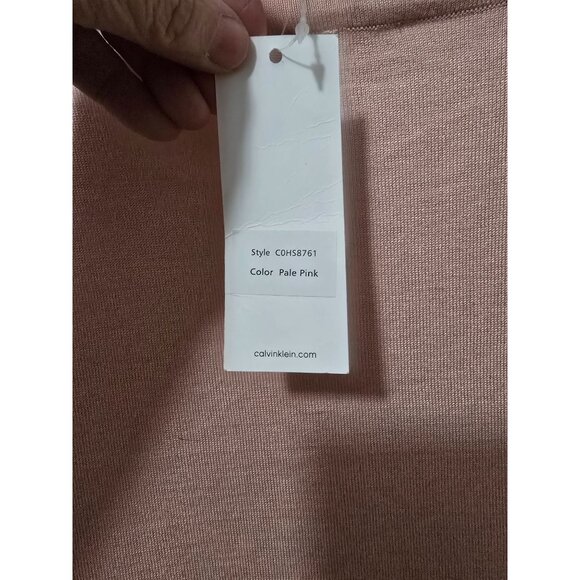 Style C0HS8761
Color Pale Pink
calvinklein.com